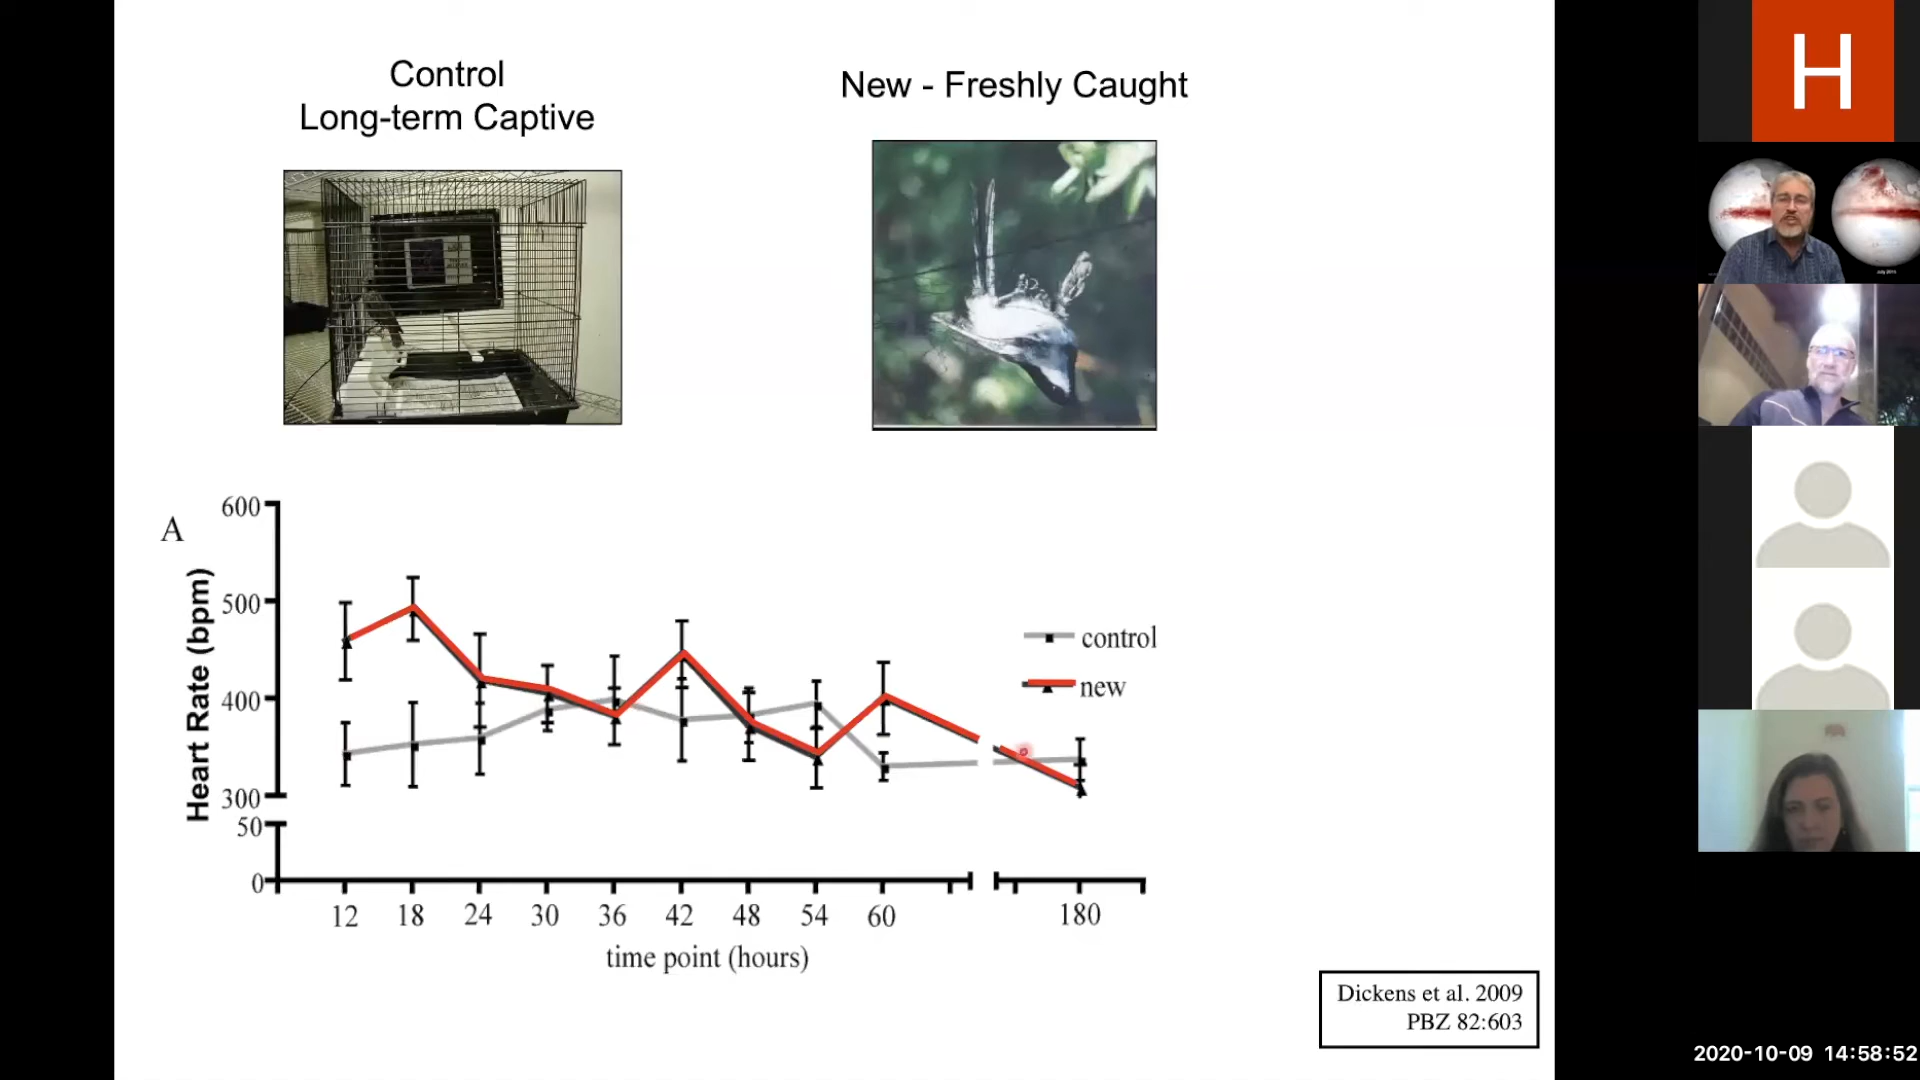 Control
Long-term Captive
New - Freshly Caught
A
Heart Rate (bpm)
600
500
400
300
50
0
control
new
12 18 24 30 36 42 48 54 60 180
time point (hours)
Dickens et al. 2009
PBZ 82:603
H
2020-10-09 14:58:52